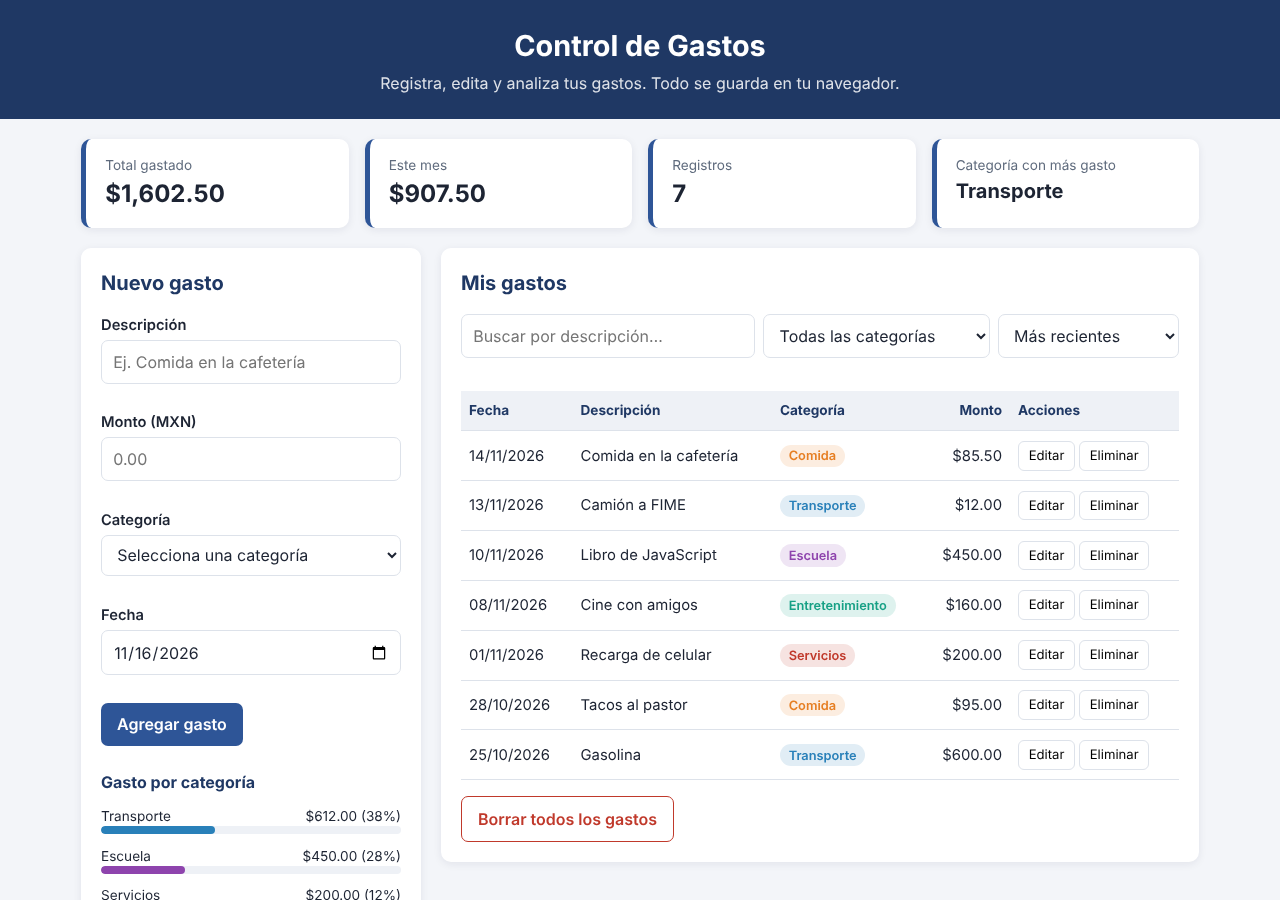 Control de Gastos
Registra, edita y analiza tus gastos. Todo se guarda en tu navegador.
Total gastado
$1,602.50
Este mes
$907.50
Registros
7
Categoría con más gasto
Transporte
Nuevo gasto
Descripción
Ej. Comida en la cafetería
Monto (MXN)
0.00
Categoría
Selecciona una categoría
Fecha
11/16/2026
Agregar gasto
Gasto por categoría
Transporte $612.00 (38%)
Escuela $450.00 (28%)
Servicios $200.00 (12%)
Mis gastos
Buscar por descripción... Todas las categorías Más recientes
Fecha Descripción Categoría Monto Acciones
14/11/2026 Comida en la cafetería Comida $85.50 Editar Eliminar
13/11/2026 Camión a FIME Transporte $12.00 Editar Eliminar
10/11/2026 Libro de JavaScript Escuela $450.00 Editar Eliminar
08/11/2026 Cine con amigos Entretenimiento $160.00 Editar Eliminar
01/11/2026 Recarga de celular Servicios $200.00 Editar Eliminar
28/10/2026 Tacos al pastor Comida $95.00 Editar Eliminar
25/10/2026 Gasolina Transporte $600.00 Editar Eliminar
Borrar todos los gastos